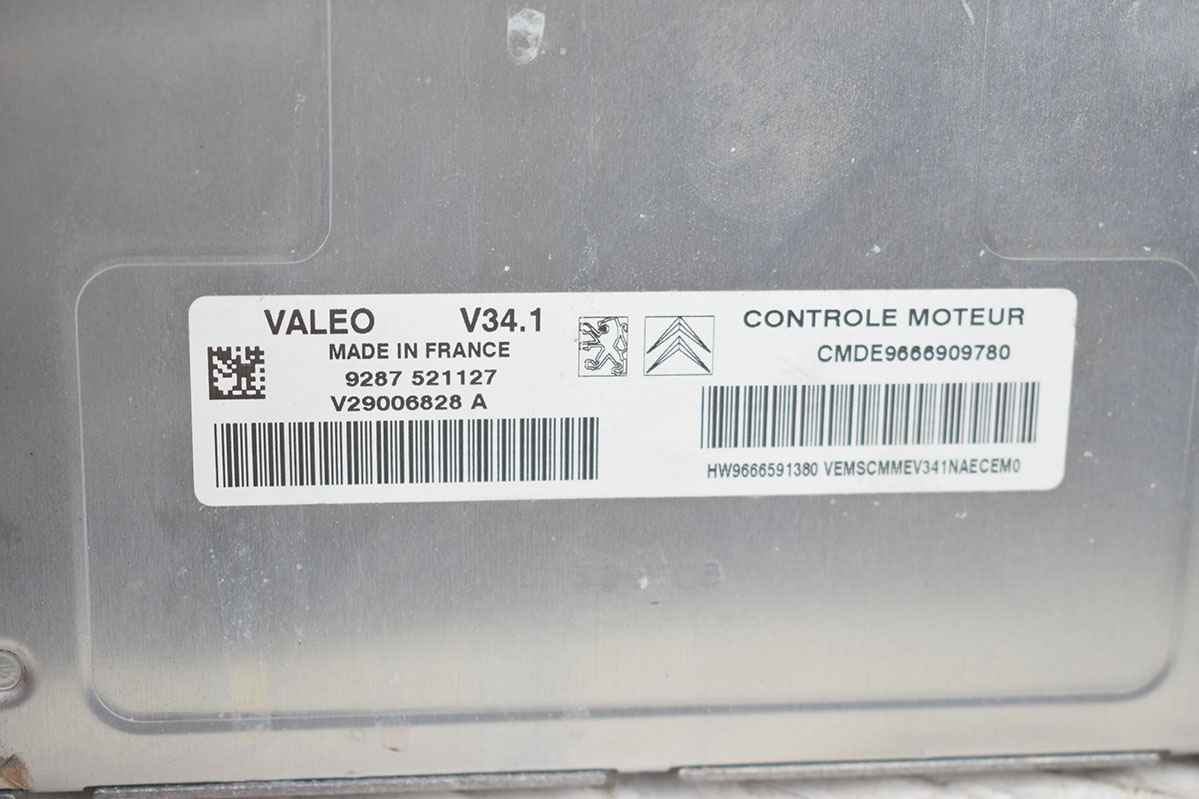 VALEO V34.1
MADE IN FRANCE
9287 521127
V29006828 A
CONTROLE MOTEUR
CMDE9666909780
HW9666591380 VEMSCMMEV341NAECEM0